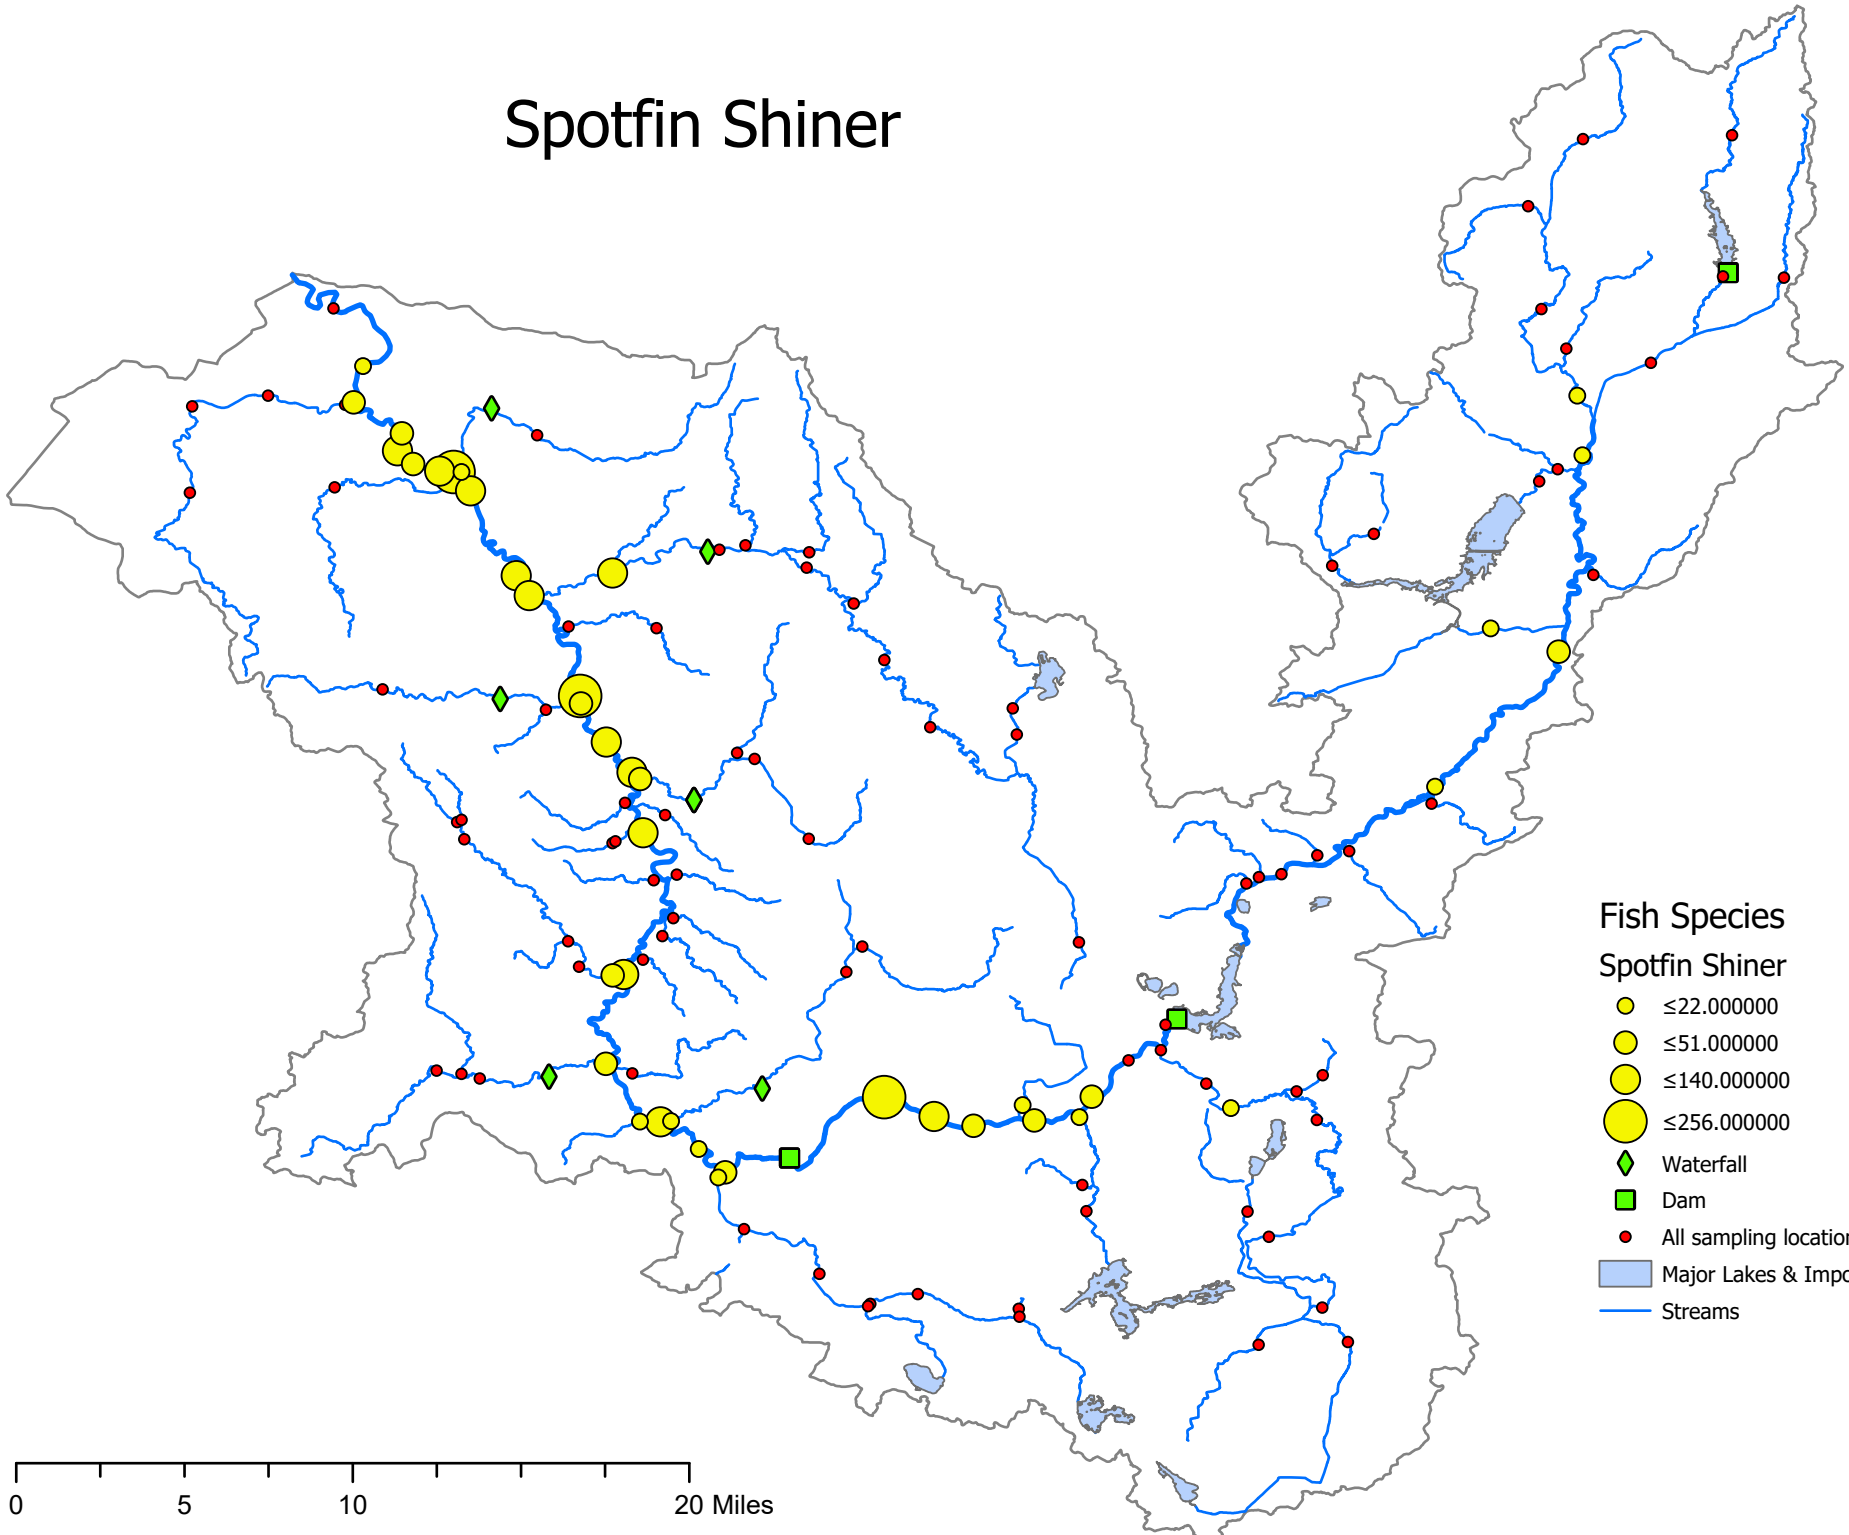 Spotfin Shiner
Fish Species
Spotfin Shiner
≤22.000000
≤51.000000
≤140.000000
≤256.000000
Waterfall
Dam
All sampling location
Major Lakes & Impo
Streams
0 5 10 20 Miles